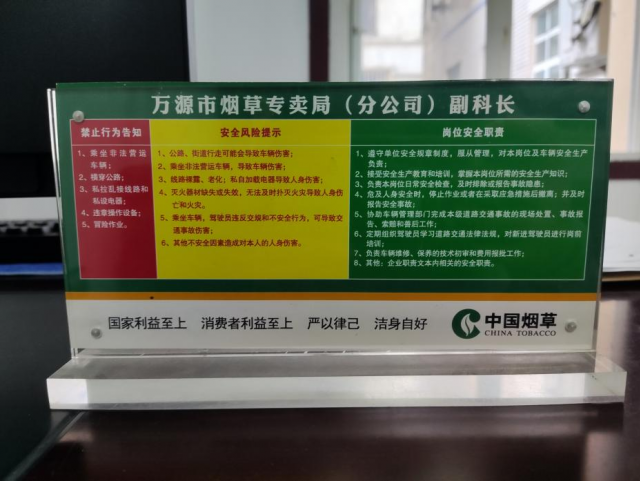 万源市烟草专卖局（分公司）副科长
禁止行为告知
1、乘坐非法营运
车辆；
2、横穿公路；
3、私拉乱接线路和
私设电器；
4、违章操作设备；
5、冒险作业。
安全风险提示
1、公路、街道行走可能会导致车辆伤害；
2、乘坐非法营运车辆，导致车辆伤害；
3、线路裸露、老化；私自加载电器导致人身伤害；
4、灭火器材缺失或失效，无法及时扑灭火灾导致人身伤
亡和火灾。
5、乘坐车辆，驾驶员违反交规和不安全行为，可导致交
通事故伤害；
6、其他不安全因素造成对本人的人身伤害。
岗位安全职责
1、遵守单位安全规章制度，服从管理，对本岗位及车辆安全生产
负责；
2、接受安全生产教育和培训，掌握本岗位所需的安全生产知识；
3、负责本岗位日常安全检查，及时排除或报告事故隐患；
4、危及人身安全时，停止作业或者在采取应急措施后撤离；并及时
报告安全事故；
5、协助车辆管理部门完成本级道路交通事故的现场处置、事故报
告、索赔和善后工作；
6、定期组织驾驶员学习道路交通法律法规，对新进驾驶员进行岗前
培训；
7、负责车辆维修、保养的技术初审和费用报批工作；
8、其他：企业职责文本内相关的安全职责。
国家利益至上 消费者利益至上 严以律己 洁身自好
中国烟草
CHINA TOBACCO